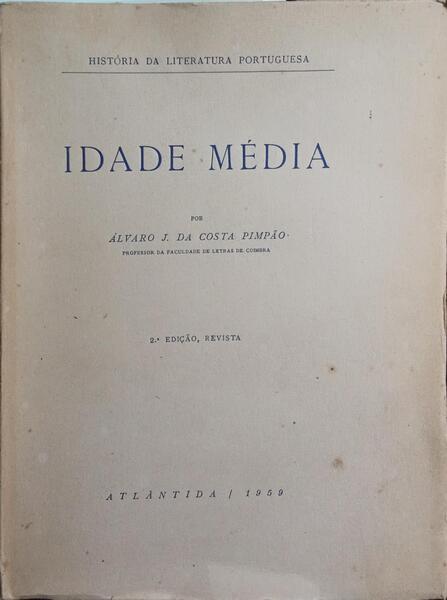 HISTÓRIA DA LITERATURA PORTUGUESA
IDADE MÉDIA
POR
ÁLVARO J. DA COSTA PIMPÃO
PROFESSOR DA FACULDADE DE LETRAS DE COIMBRA
2.ª EDIÇÃO, REVISTA
ATLÂNTIDA / 1959